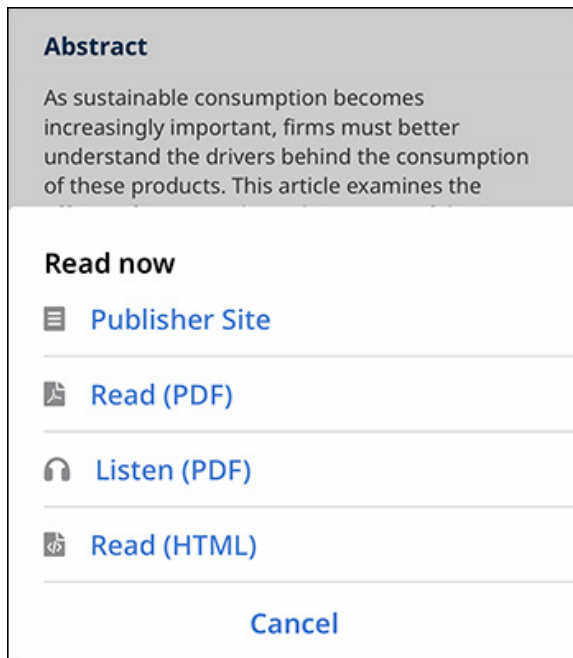 Abstract
As sustainable consumption becomes
increasingly important, firms must better
understand the drivers behind the consumption
of these products. This article examines the
Read now
Publisher Site
Read (PDF)
Listen (PDF)
Read (HTML)
Cancel